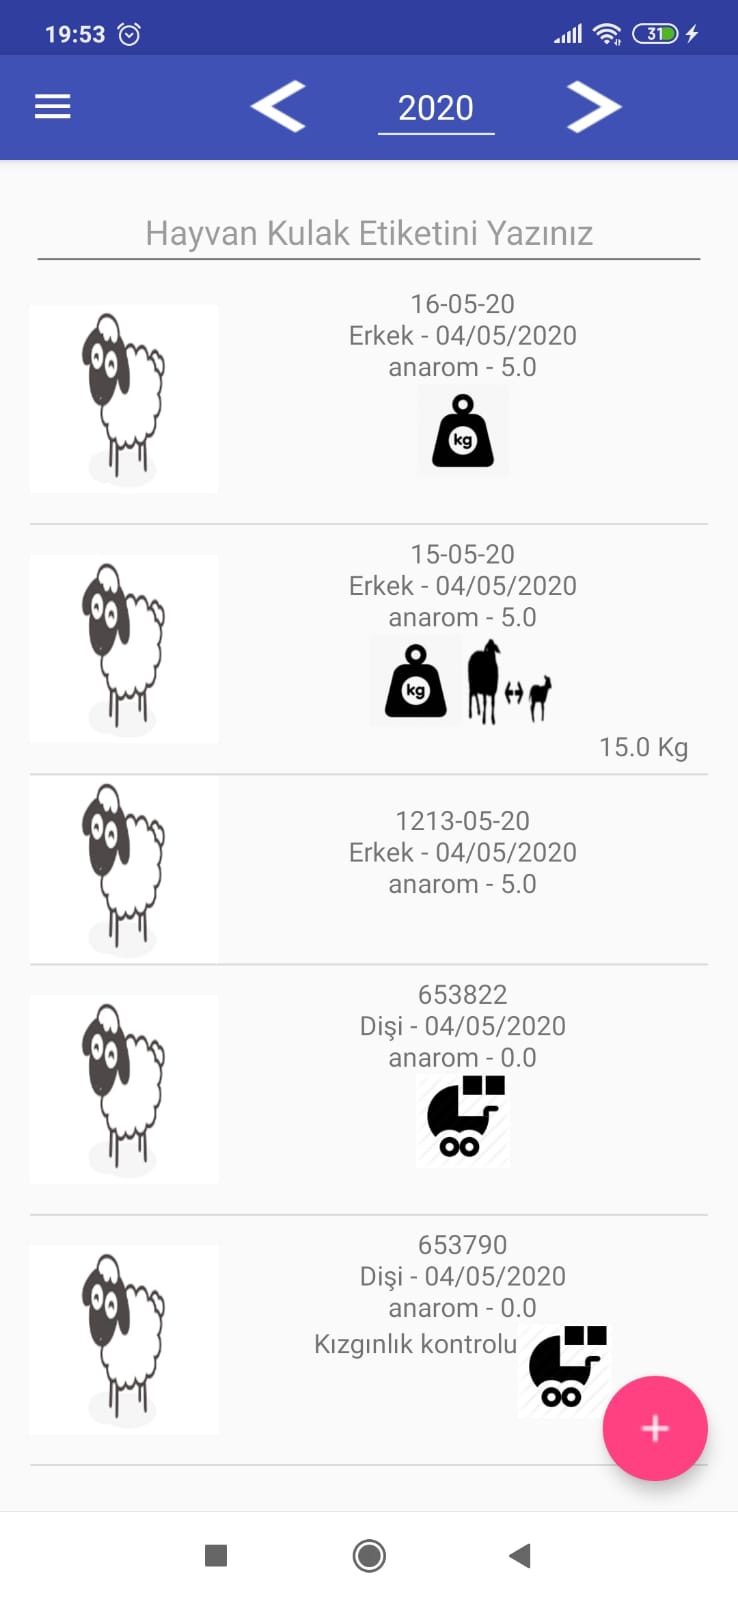 19:53
31
2020
Hayvan Kulak Etiketini Yazınız
16-05-20
Erkek - 04/05/2020
anarom - 5.0
kg
15-05-20
Erkek - 04/05/2020
anarom - 5.0
kg
15.0 Kg
1213-05-20
Erkek - 04/05/2020
anarom - 5.0
653822
Dişi - 04/05/2020
anarom - 0.0
653790
Dişi - 04/05/2020
anarom - 0.0
Kızgınlık kontrolu
+